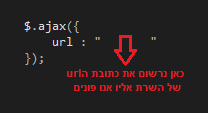 $.ajax({
url : "        "
});
כאן נרשום את כתובת הurl
של השרת אליו אנו פונים